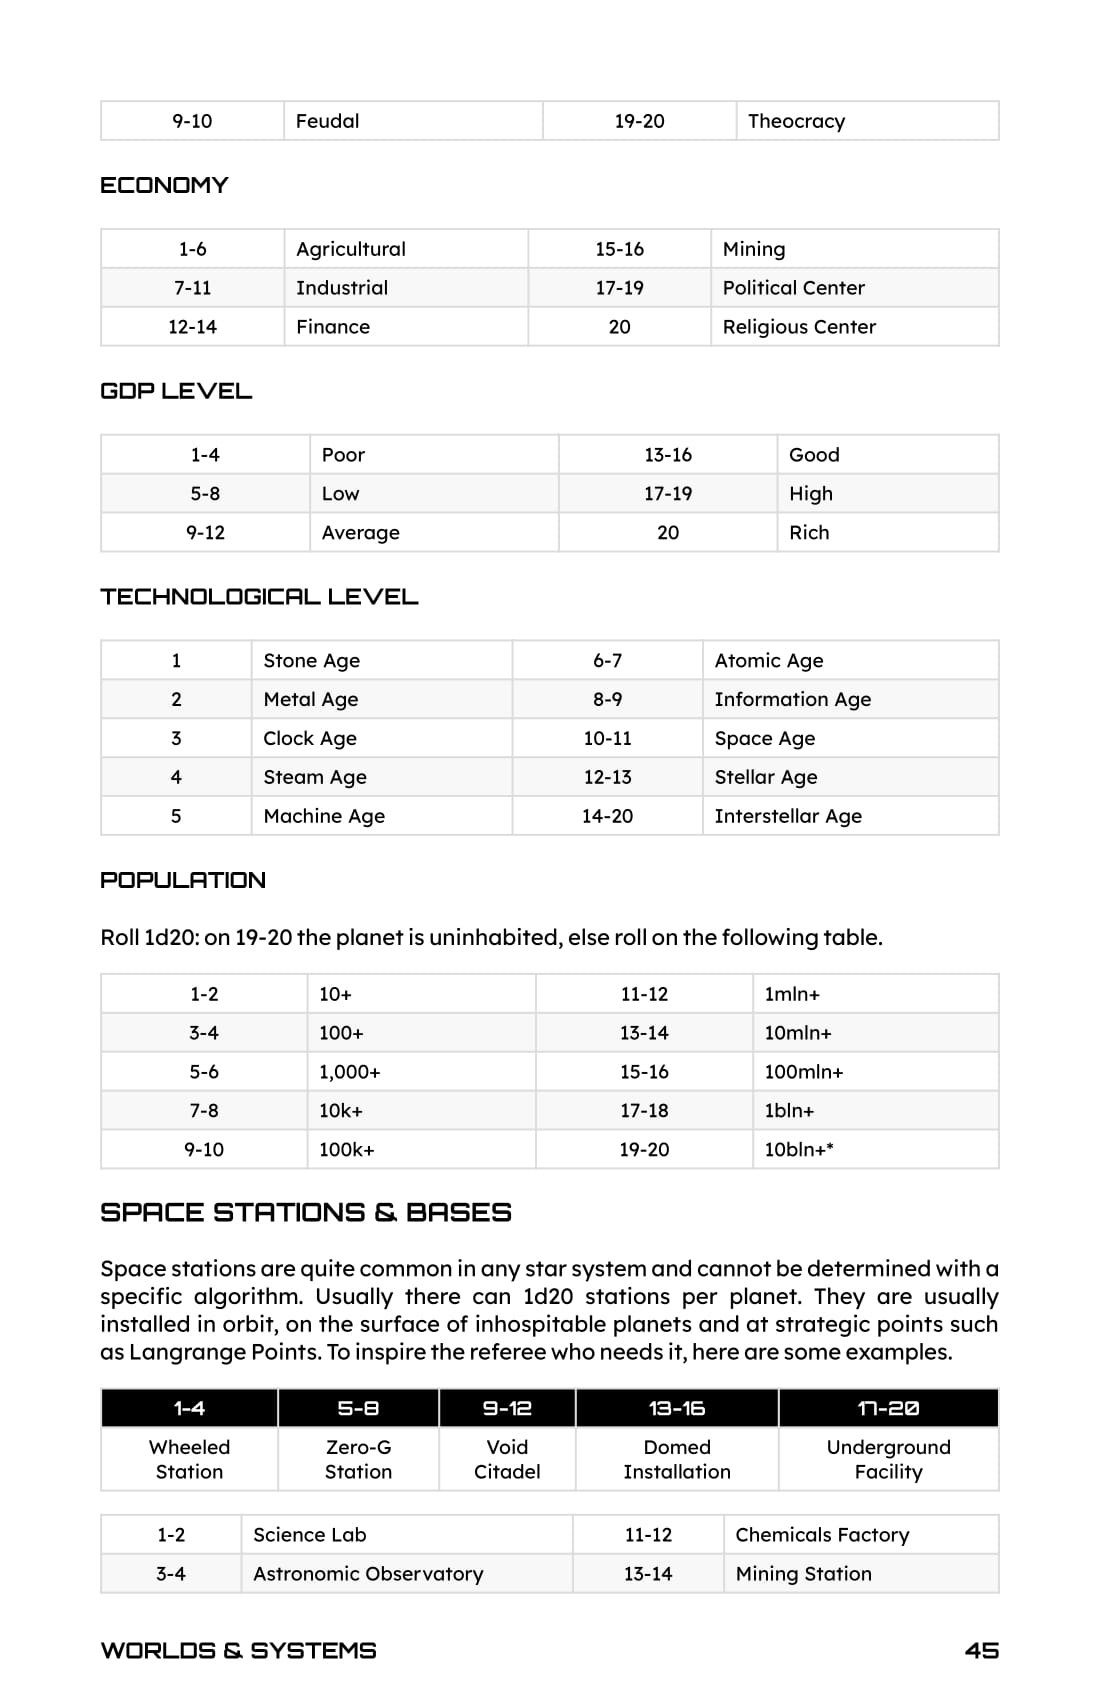 9-10 Feudal 19-20 Theocracy
ECONOMY
1-6 Agricultural 15-16 Mining
7-11 Industrial 17-19 Political Center
12-14 Finance 20 Religious Center
GDP LEVEL
1-4 Poor 13-16 Good
5-8 Low 17-19 High
9-12 Average 20 Rich
TECHNOLOGICAL LEVEL
1 Stone Age 6-7 Atomic Age
2 Metal Age 8-9 Information Age
3 Clock Age 10-11 Space Age
4 Steam Age 12-13 Stellar Age
5 Machine Age 14-20 Interstellar Age
POPULATION
Roll 1d20: on 19-20 the planet is uninhabited, else roll on the following table.
1-2 10+ 11-12 1mln+
3-4 100+ 13-14 10mln+
5-6 1,000+ 15-16 100mln+
7-8 10k+ 17-18 1bln+
9-10 100k+ 19-20 10bln+*
SPACE STATIONS & BASES
Space stations are quite common in any star system and cannot be determined with a
specific algorithm. Usually there can 1d20 stations per planet. They are usually
installed in orbit, on the surface of inhospitable planets and at strategic points such
as Langrange Points. To inspire the referee who needs it, here are some examples.
1-4 5-8 9-12 13-16 17-20
Wheeled Zero-G Void Domed Underground
Station Station Citadel Installation Facility
1-2 Science Lab 11-12 Chemicals Factory
3-4 Astronomic Observatory 13-14 Mining Station
WORLDS & SYSTEMS 45